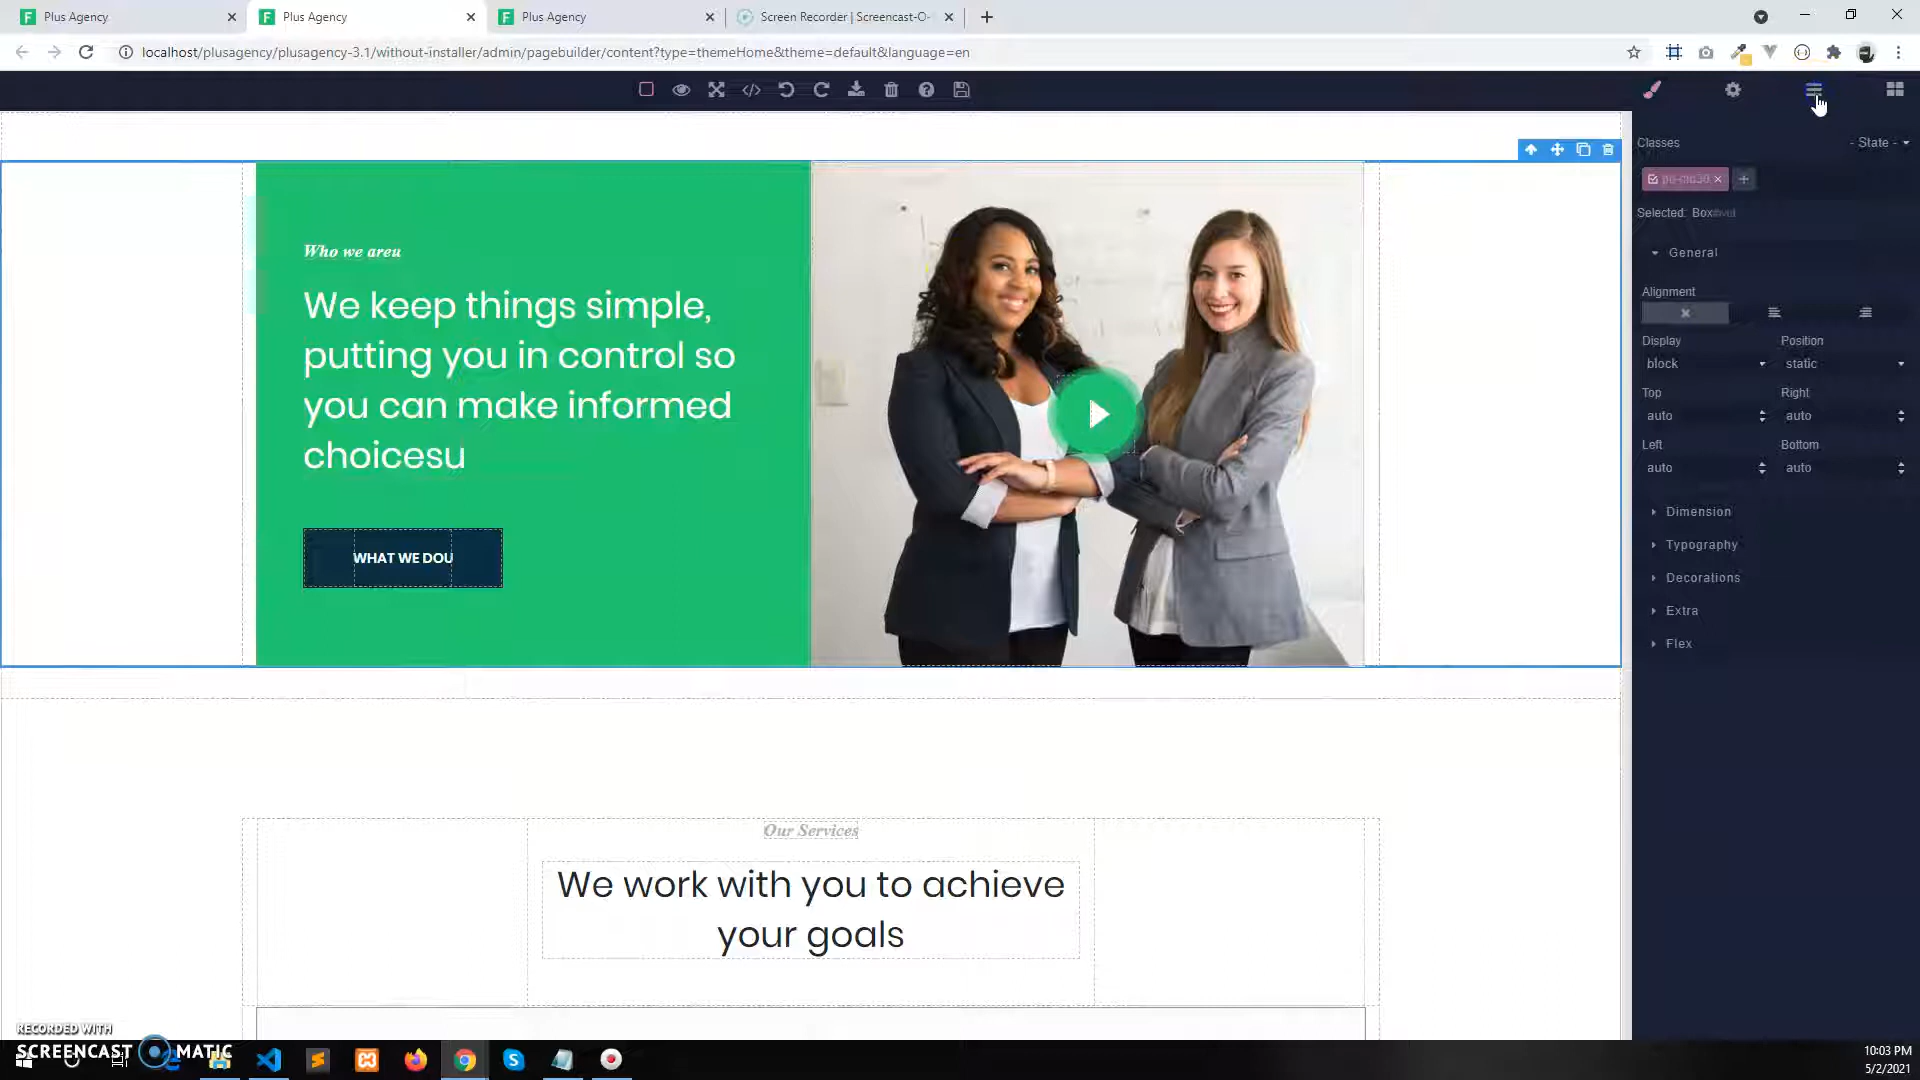 Plus Agency
Plus Agency
Plus Agency
Screen Recorder | Screencast-O-
localhost/plusagency/plusagency-3.1/without-installer/admin/pagebuilder/content?type=themeHome&theme=default&language=en
Classes
- State -
Selected: Box
General
Alignment
Display
Position
block
static
Top
Right
auto
auto
Left
Bottom
auto
auto
Dimension
Typography
Decorations
Extra
Flex
Who we areu
We keep things simple,
putting you in control so
you can make informed
choicesu
WHAT WE DOU
Our Services
We work with you to achieve
your goals
RECORDED WITH
SCREENCAST MATIC
10:03 PM
5/2/2021